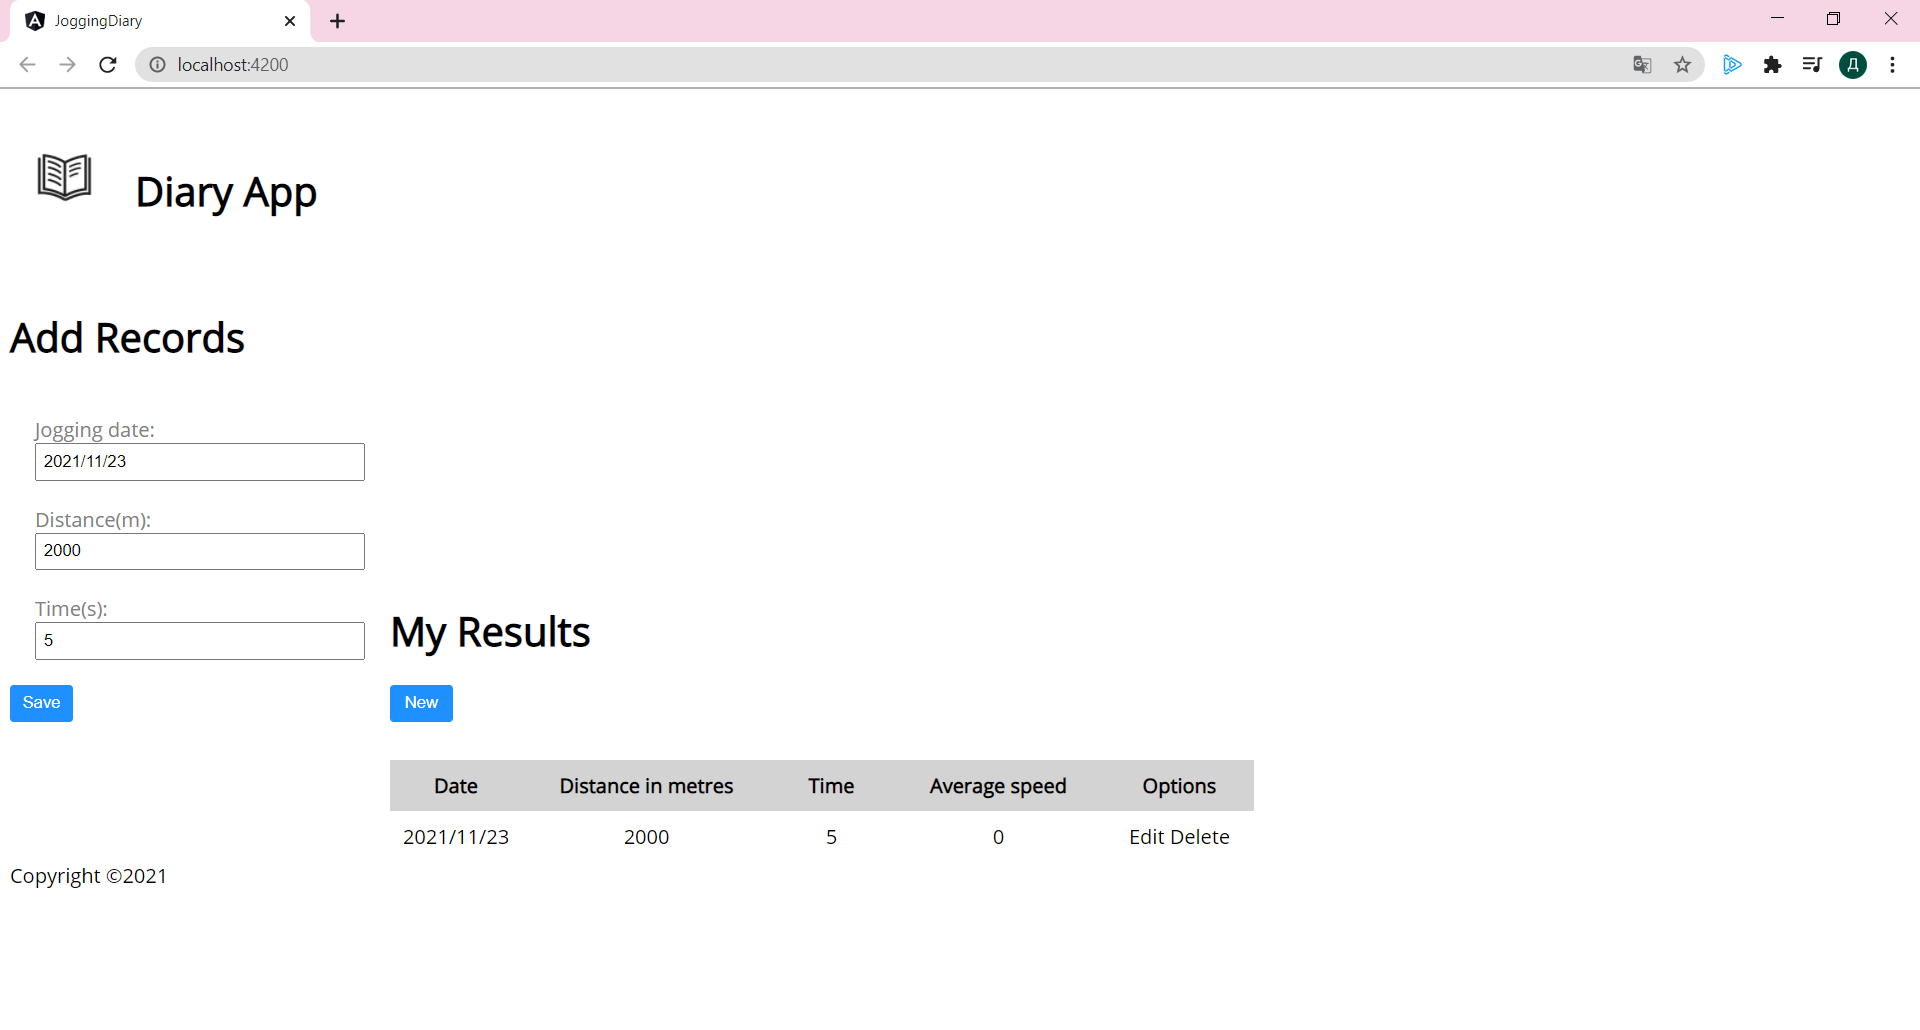 JoggingDiary
localhost:4200
Д
Diary App
Add Records
Jogging date:
2021/11/23
Distance(m):
2000
Time(s):
5
Save
My Results
New
Date Distance in metres Time Average speed Options
2021/11/23 2000 5 0 Edit Delete
Copyright ©2021